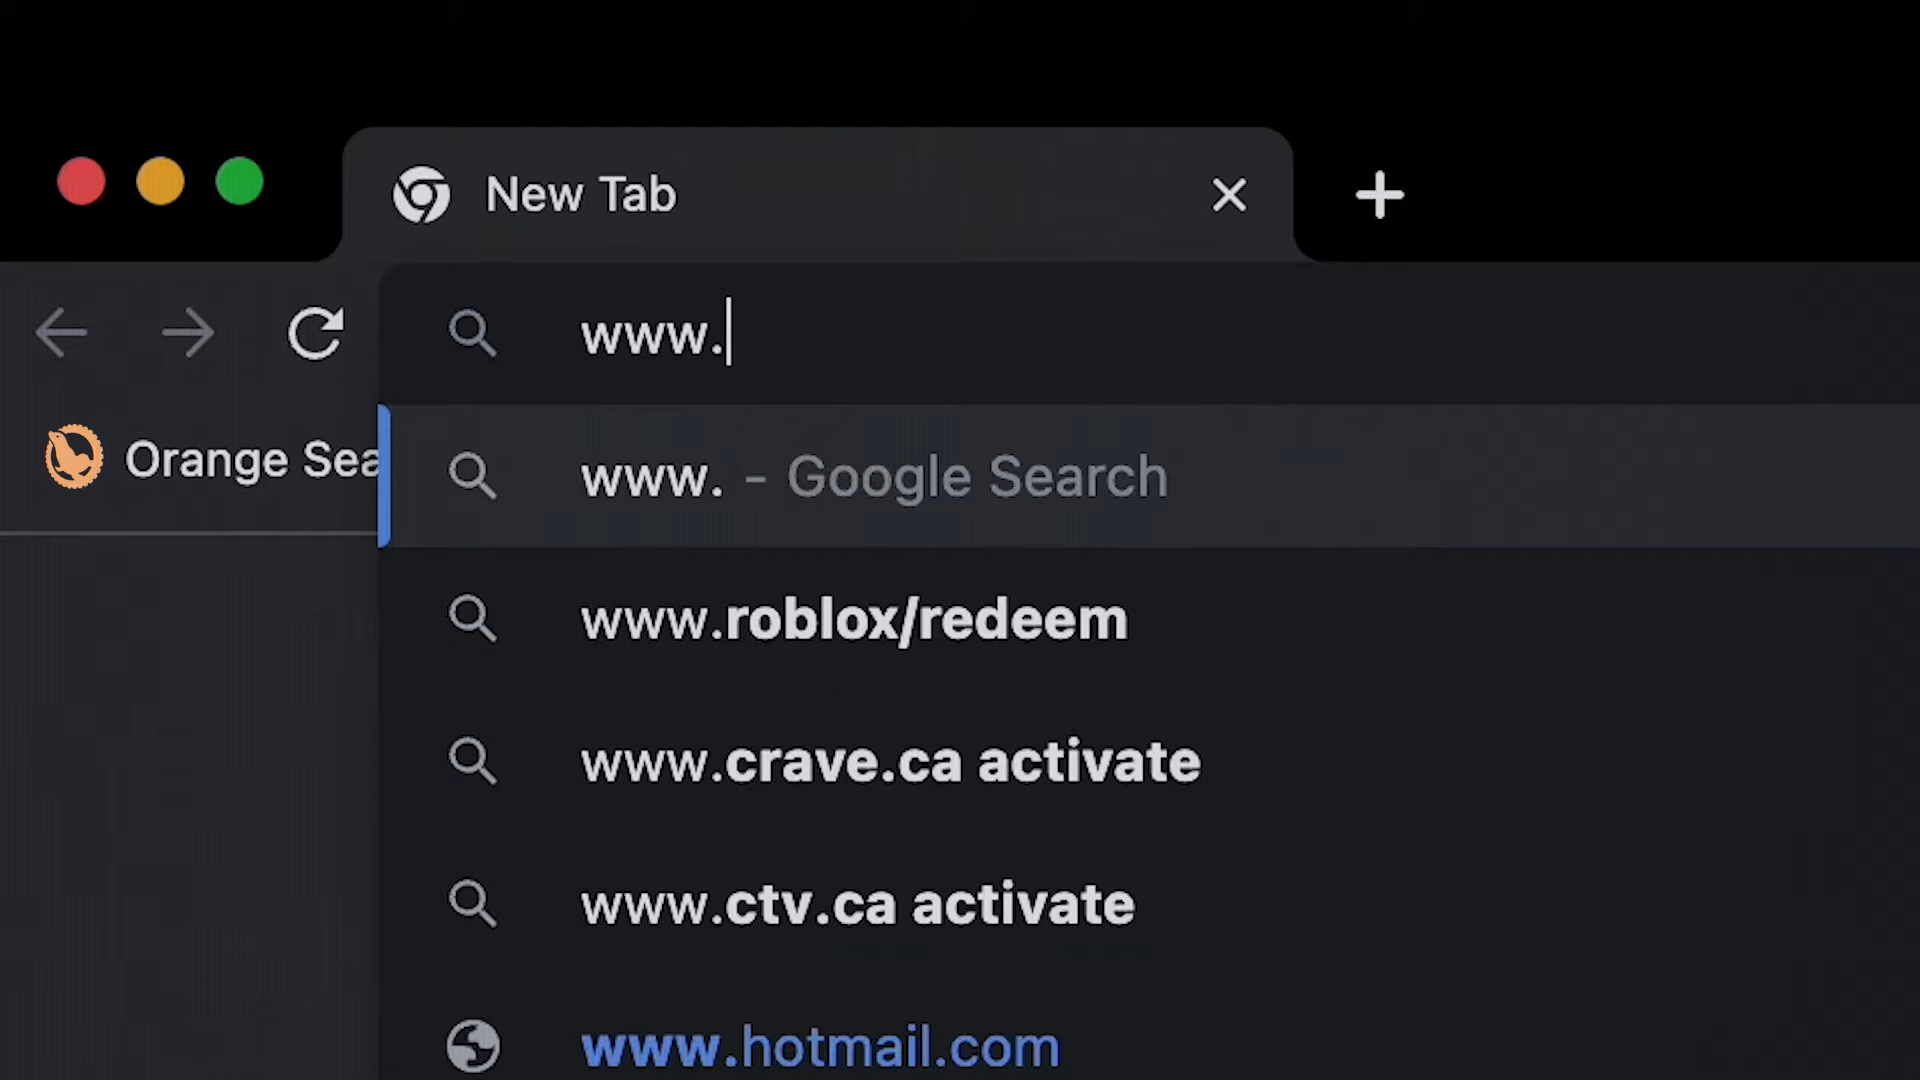 New Tab
www.
Orange Sea
www. - Google Search
www.roblox/redeem
www.crave.ca activate
www.ctv.ca activate
www.hotmail.com